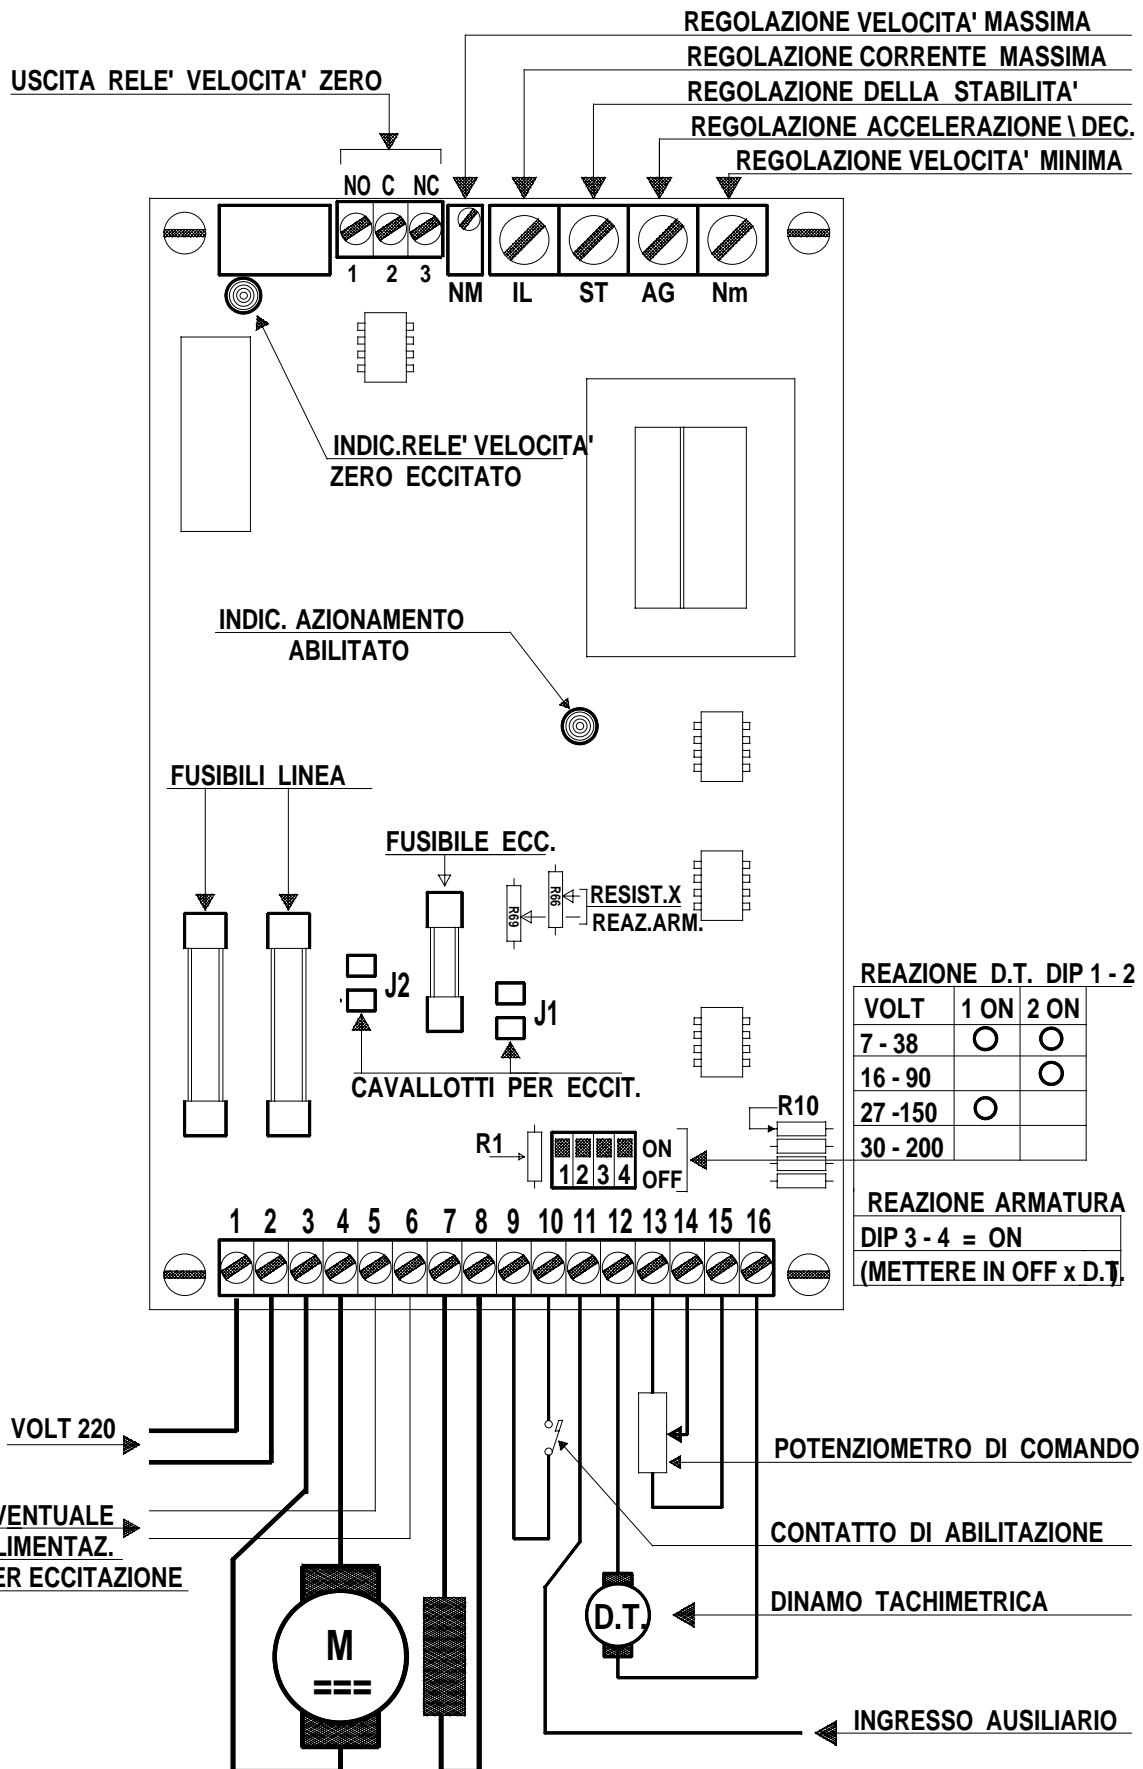 REGOLAZIONE VELOCITA' MASSIMA
REGOLAZIONE CORRENTE MASSIMA
USCITA RELE' VELOCITA' ZERO
REGOLAZIONE DELLA STABILITA'
REGOLAZIONE ACCELERAZIONE \ DEC.
REGOLAZIONE VELOCITA' MINIMA
NO C NC
1 2 3
NM IL ST AG Nm
INDIC.RELE' VELOCITA'
ZERO ECCITATO
INDIC. AZIONAMENTO
ABILITATO
FUSIBILI LINEA
FUSIBILE ECC.
R66
R69
RESIST.X
REAZ.ARM.
J2
J1
CAVALLOTTI PER ECCIT.
REAZIONE D.T. DIP 1 - 2
VOLT 1 ON 2 ON
7 - 38 O O
16 - 90 O
27 -150 O
30 - 200
R10
R1
ON
1 2 3 4 OFF
REAZIONE ARMATURA
DIP 3 - 4 = ON
(METTERE IN OFF x D.T).
1 2 3 4 5 6 7 8 9 10 11 12 13 14 15 16
VOLT 220
POTENZIOMETRO DI COMANDO
VENTUALE
LIMENTAZ.
ER ECCITAZIONE
CONTATTO DI ABILITAZIONE
DINAMO TACHIMETRICA
D.T.
M
INGRESSO AUSILIARIO